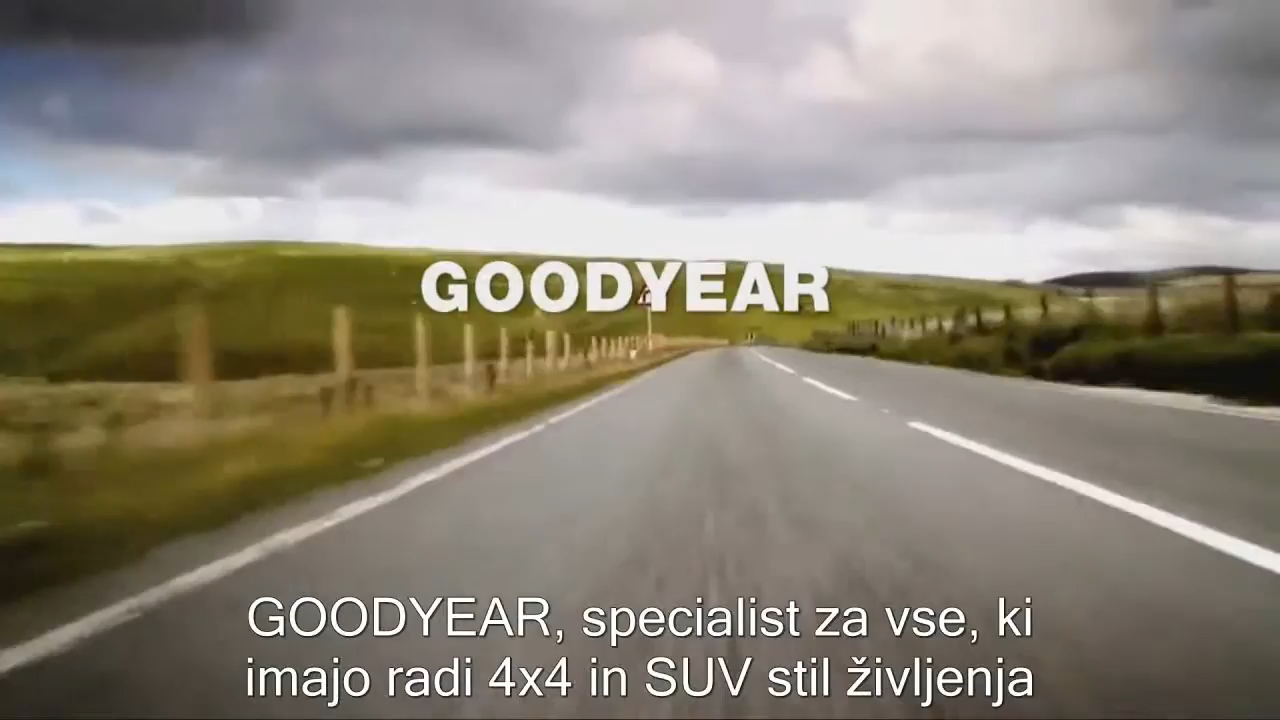 GOODYEAR
GOODYEAR, specialist za vse, ki
imajo radi 4x4 in SUV stil življenja